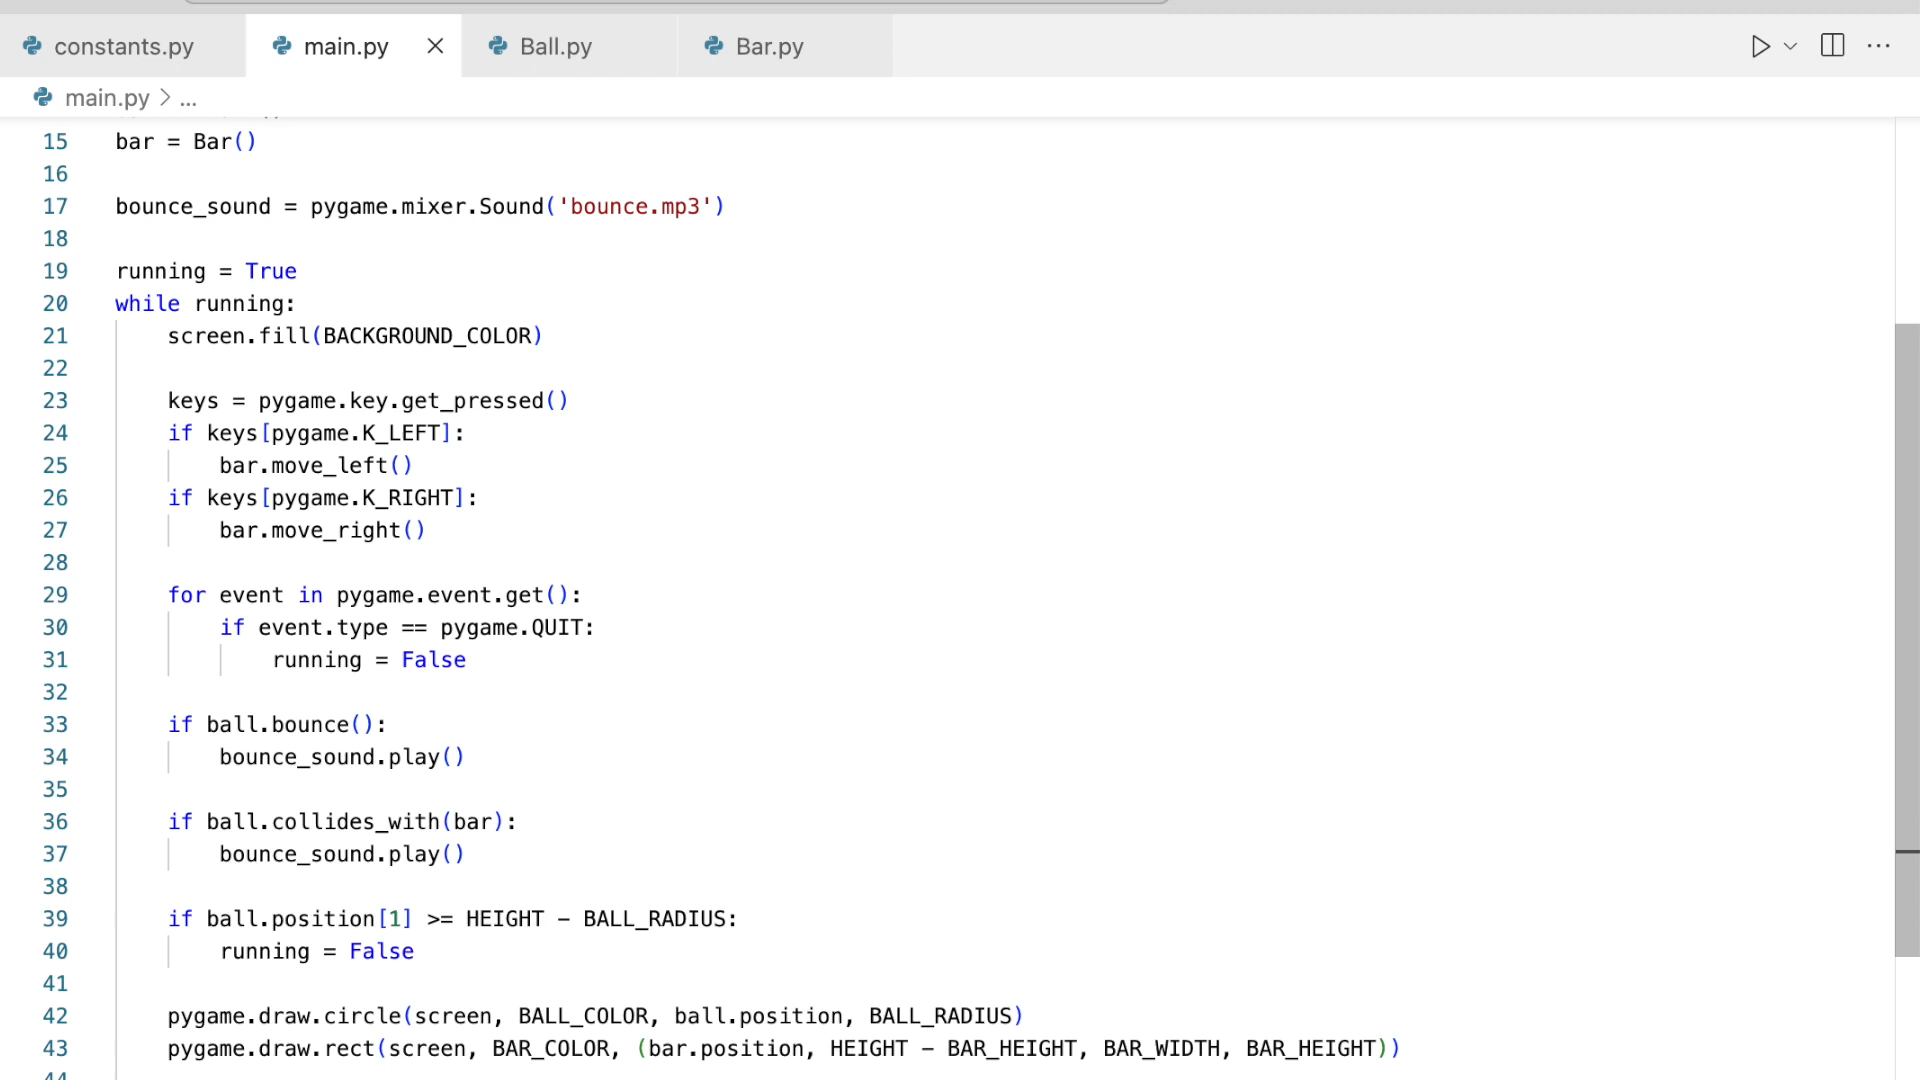 constants.py
main.py
Ball.py
Bar.py
main.py > ...
15 bar = Bar()
16
17 bounce_sound = pygame.mixer.Sound('bounce.mp3')
18
19 running = True
20 while running:
21 screen.fill(BACKGROUND_COLOR)
22
23 keys = pygame.key.get_pressed()
24 if keys[pygame.K_LEFT]:
25 bar.move_left()
26 if keys[pygame.K_RIGHT]:
27 bar.move_right()
28
29 for event in pygame.event.get():
30 if event.type == pygame.QUIT:
31 running = False
32
33 if ball.bounce():
34 bounce_sound.play()
35
36 if ball.collides_with(bar):
37 bounce_sound.play()
38
39 if ball.position[1] >= HEIGHT - BALL_RADIUS:
40 running = False
41
42 pygame.draw.circle(screen, BALL_COLOR, ball.position, BALL_RADIUS)
43 pygame.draw.rect(screen, BAR_COLOR, (bar.position, HEIGHT - BAR_HEIGHT, BAR_WIDTH, BAR_HEIGHT))
44